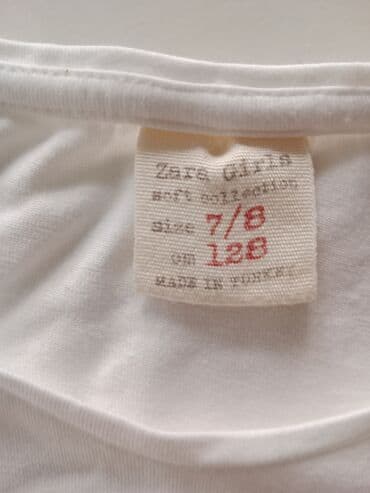 Zara Girls
soft collection
size 7/8
cm 128
MADE IN TURKEY